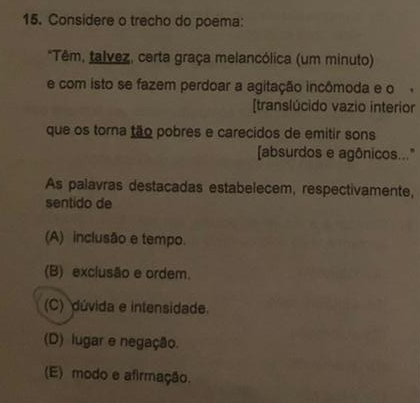 15. Considere o trecho do poema:
"Têm, talvez, certa graça melancólica (um minuto)
e com isto se fazem perdoar a agitação incômoda e o
[translúcido vazio interior
que os torna tão pobres e carecidos de emitir sons
[absurdos e agônicos..."
As palavras destacadas estabelecem, respectivamente,
sentido de
(A) inclusão e tempo.
(B) exclusão e ordem.
(C) dúvida e intensidade.
(D) lugar e negação.
(E) modo e afirmação.